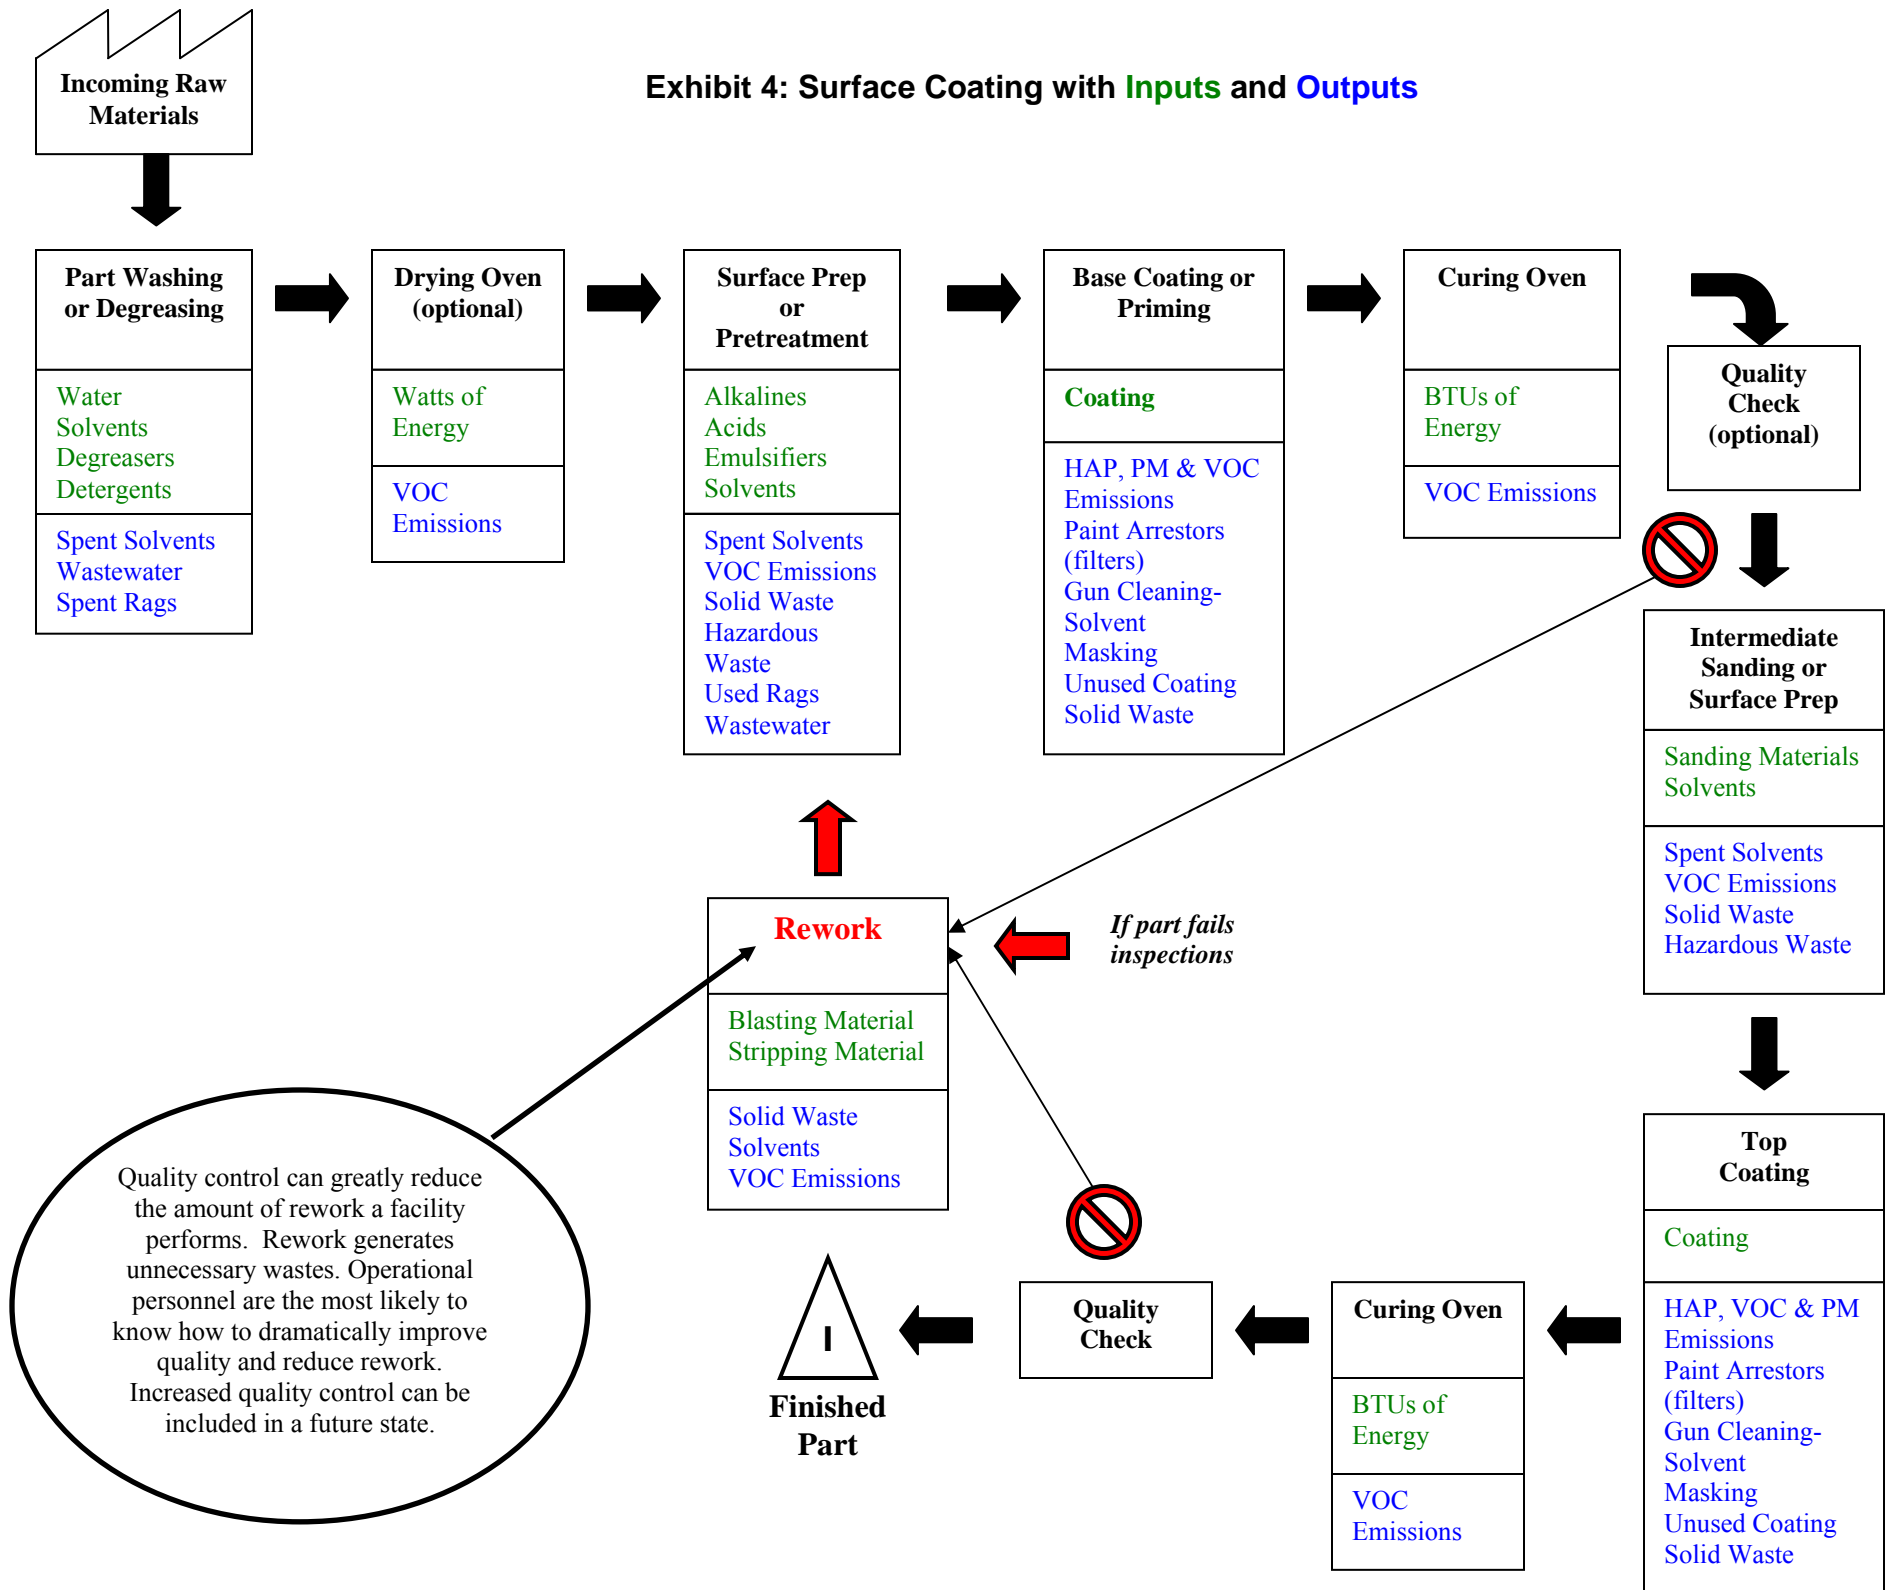 Incoming Raw
Materials
Exhibit 4: Surface Coating with Inputs and Outputs
Part Washing
or Degreasing
Water
Solvents
Degreasers
Detergents
Spent Solvents
Wastewater
Spent Rags
Drying Oven
(optional)
Watts of
Energy
VOC
Emissions
Surface Prep
or
Pretreatment
Alkalines
Acids
Emulsifiers
Solvents
Spent Solvents
VOC Emissions
Solid Waste
Hazardous
Waste
Used Rags
Wastewater
Base Coating or
Priming
Coating
HAP, PM & VOC
Emissions
Paint Arrestors
(filters)
Gun Cleaning-
Solvent
Masking
Unused Coating
Solid Waste
Curing Oven
BTUs of
Energy
VOC Emissions
Quality
Check
(optional)
Intermediate
Sanding or
Surface Prep
Sanding Materials
Solvents
Spent Solvents
VOC Emissions
Solid Waste
Hazardous Waste
Top
Coating
Coating
HAP, VOC & PM
Emissions
Paint Arrestors
(filters)
Gun Cleaning-
Solvent
Masking
Unused Coating
Solid Waste
Curing Oven
BTUs of
Energy
VOC
Emissions
Quality
Check
I
Finished
Part
If part fails
inspections
Rework
Blasting Material
Stripping Material
Solid Waste
Solvents
VOC Emissions
Quality control can greatly reduce
the amount of rework a facility
performs.  Rework generates
unnecessary wastes. Operational
personnel are the most likely to
know how to dramatically improve
quality and reduce rework.
Increased quality control can be
included in a future state.